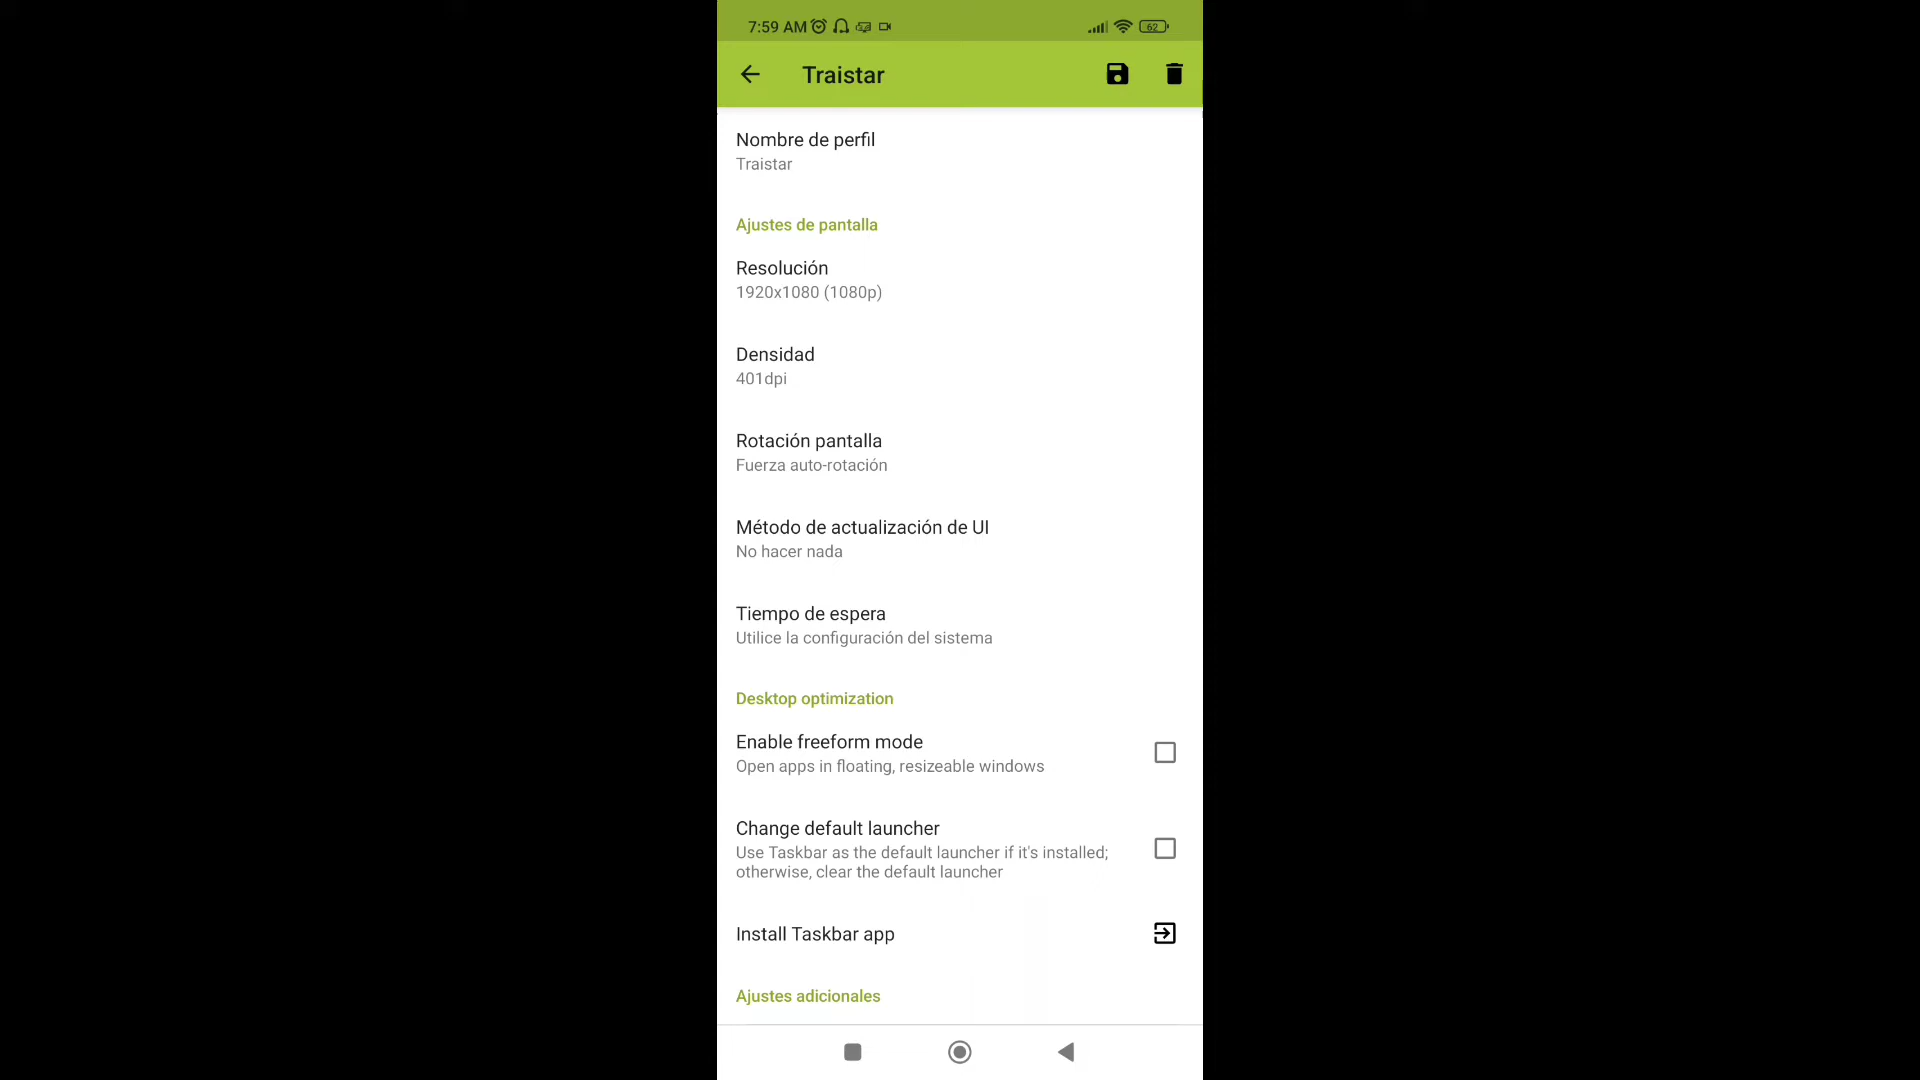 7:59 AM
62
Traistar
Nombre de perfil
Traistar
Ajustes de pantalla
Resolución
1920x1080 (1080p)
Densidad
401dpi
Rotación pantalla
Fuerza auto-rotación
Método de actualización de UI
No hacer nada
Tiempo de espera
Utilice la configuración del sistema
Desktop optimization
Enable freeform mode
Open apps in floating, resizeable windows
Change default launcher
Use Taskbar as the default launcher if it's installed;
otherwise, clear the default launcher
Install Taskbar app
Ajustes adicionales